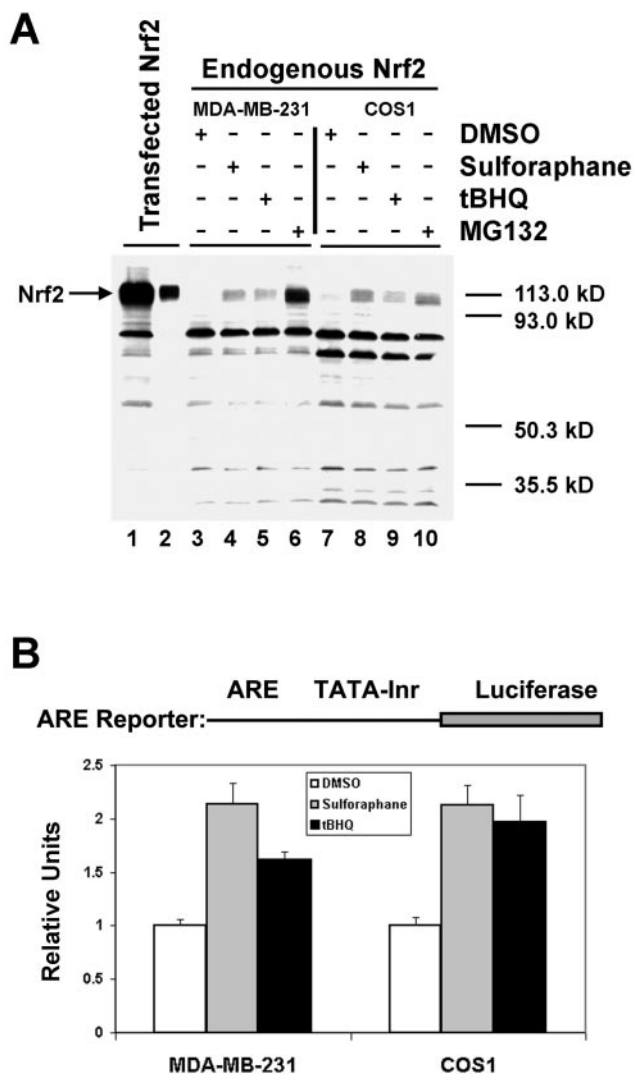 A
Transfected Nrf2
Endogenous Nrf2
MDA-MB-231 COS1
+ – – – + – – – DMSO
– + – – – + – – Sulforaphane
– – + – – – + – tBHQ
– – – + – – – + MG132
Nrf2
113.0 kD
93.0 kD
50.3 kD
35.5 kD
1 2 3 4 5 6 7 8 9 10
B
ARE TATA-Inr Luciferase
ARE Reporter:
Relative Units
2.5
2
1.5
1
0.5
0
DMSO
Sulforaphane
tBHQ
MDA-MB-231 COS1